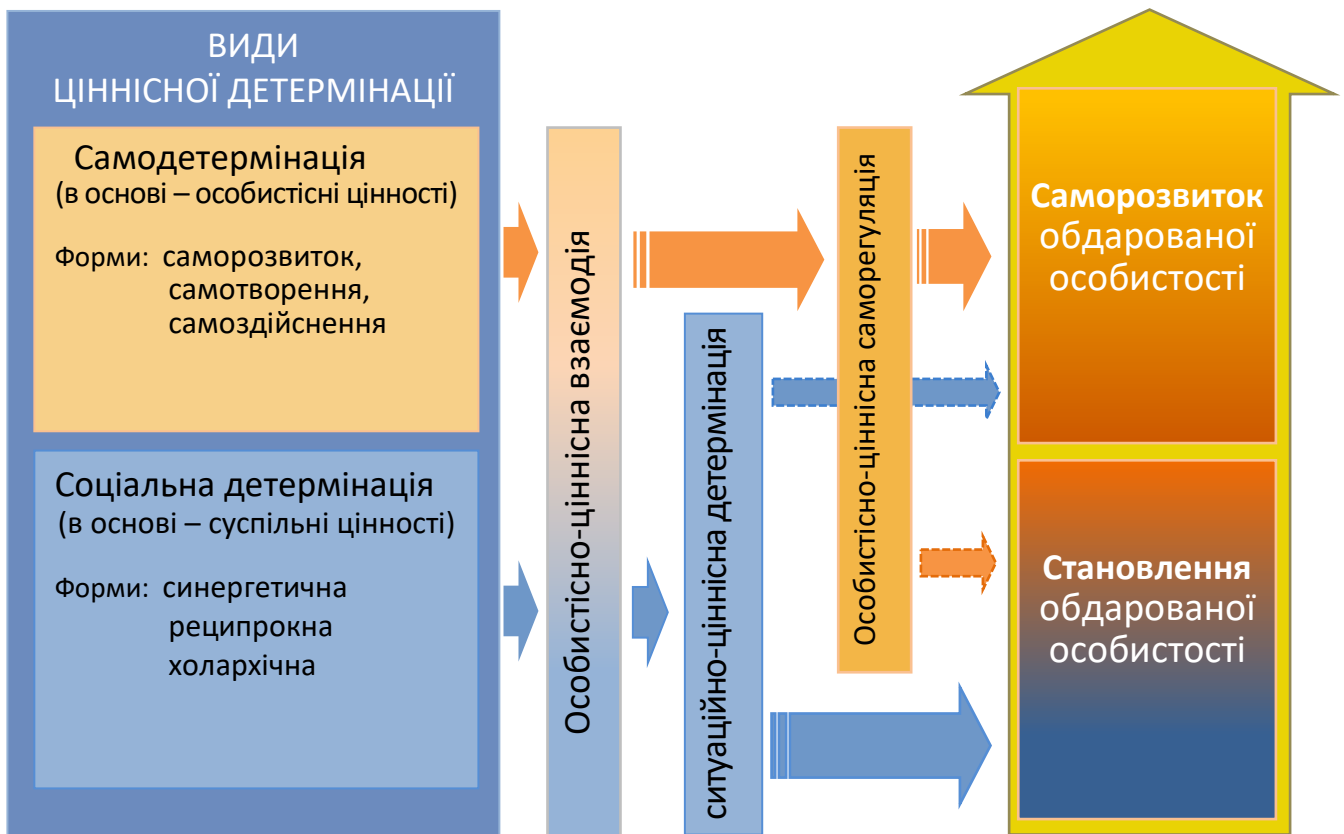 ВИДИ
ЦІННІСНОЇ ДЕТЕРМІНАЦІЇ
Самодетермінація
(в основі – особистісні цінності)
Форми: саморозвиток,
самотворення,
самоздійснення
Соціальна детермінація
(в основі – суспільні цінності)
Форми: синергетична
реципрокна
холархічна
Особистісно-ціннісна взаємодія
ситуаційно-ціннісна детермінація
Особистісно-ціннісна саморегуляція
Саморозвиток
обдарованої
особистості
Становлення
обдарованої
особистості